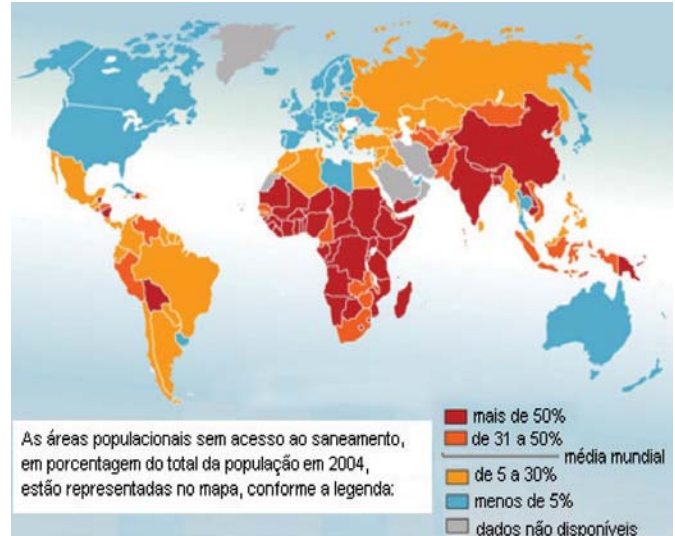 As áreas populacionais sem acesso ao saneamento,
em porcentagem do total da população em 2004,
estão representadas no mapa, conforme a legenda:
mais de 50%
de 31 a 50%
média mundial
de 5 a 30%
menos de 5%
dados não disponíveis